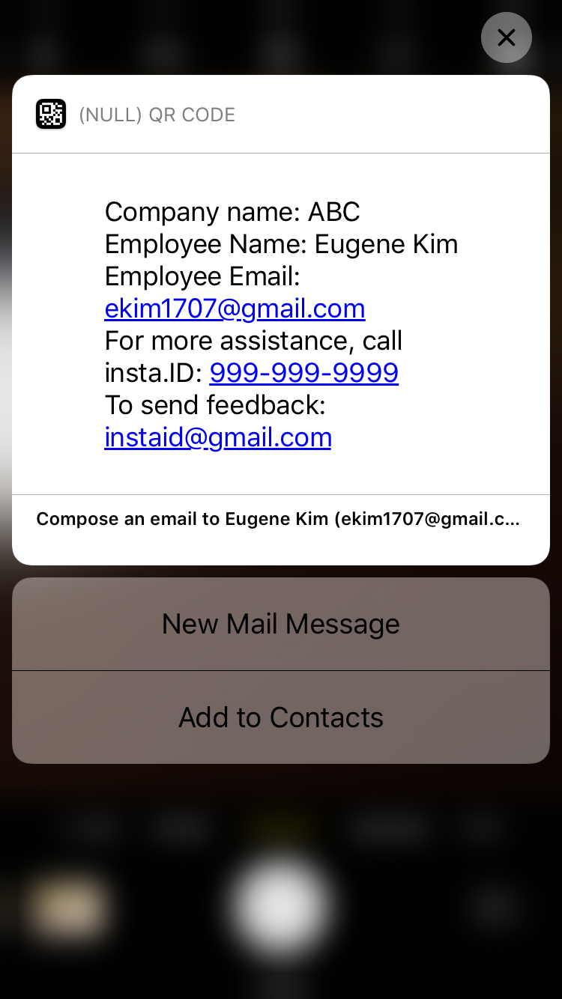 (NULL) QR CODE
Company name: ABC
Employee Name: Eugene Kim
Employee Email:
ekim1707@gmail.com
For more assistance, call
insta.ID: 999-999-9999
To send feedback:
instaid@gmail.com
Compose an email to Eugene Kim (ekim1707@gmail.c...
New Mail Message
Add to Contacts